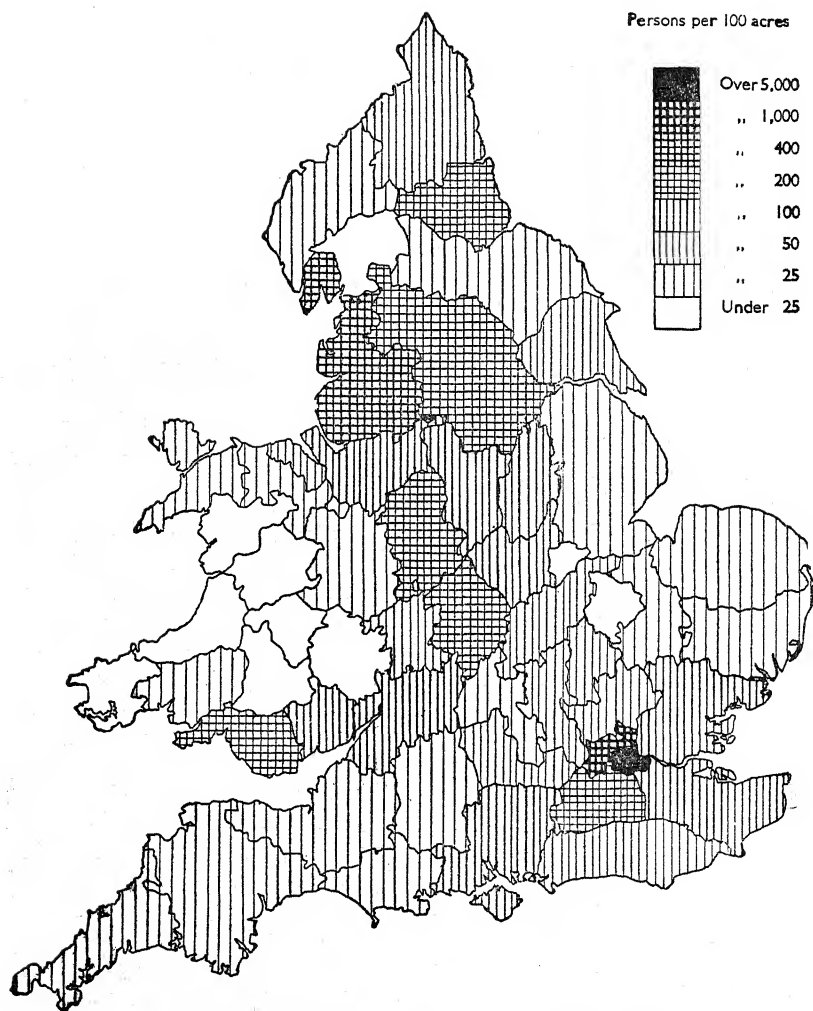 Persons per 100 acres
Over 5,000
,, 1,000
,, 400
,, 200
,, 100
,, 50
,, 25
Under 25